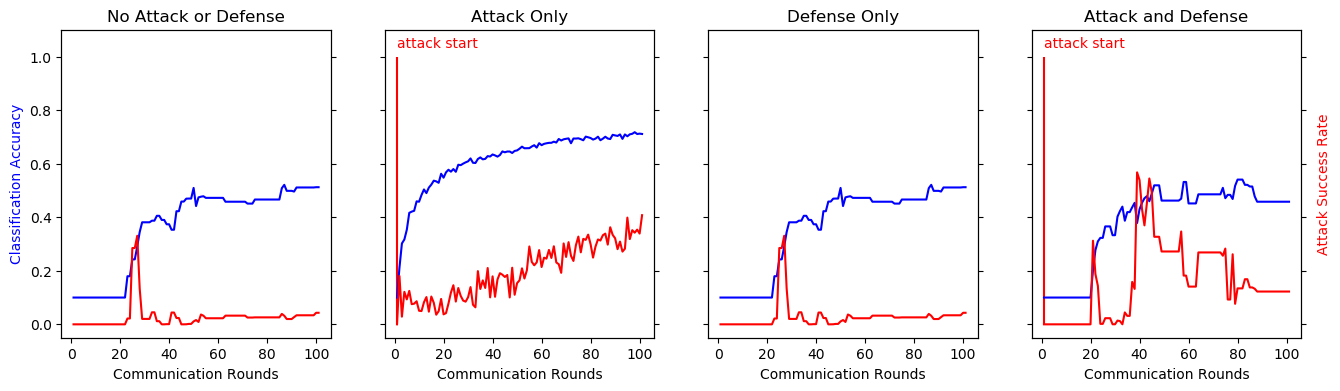 No Attack or Defense
Attack Only
Defense Only
Attack and Defense
attack start
attack start
Classification Accuracy
1.0
0.8
0.6
0.4
0.2
0.0
Attack Success Rate
0 20 40 60 80 100
0 20 40 60 80 100
0 20 40 60 80 100
0 20 40 60 80 100
Communication Rounds
Communication Rounds
Communication Rounds
Communication Rounds